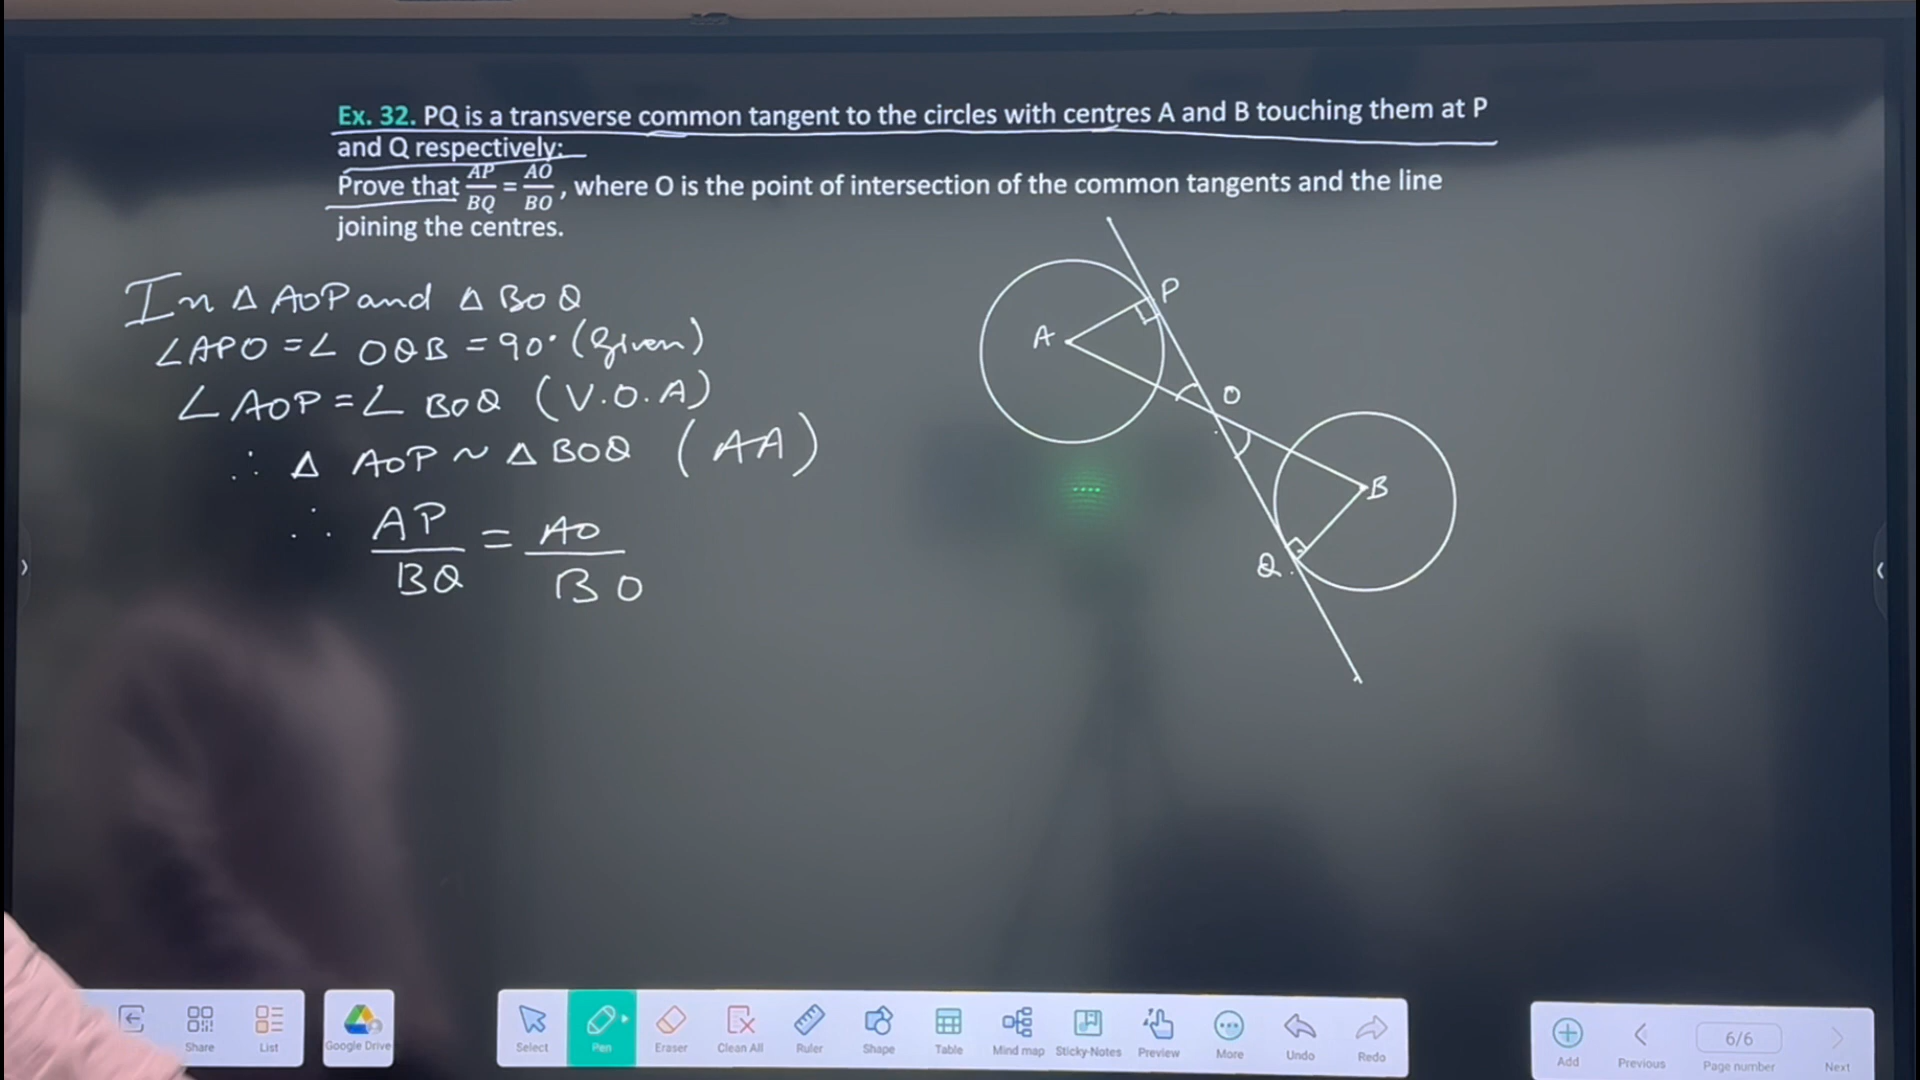 Ex. 32. PQ is a transverse common tangent to the circles with centres A and B touching them at P
and Q respectively:
Prove that AP/BQ = AO/BO, where O is the point of intersection of the common tangents and the line
joining the centres.
In Δ AOP and Δ BOQ
∠APO = ∠ OQB = 90° (Given)
∠ AOP = ∠ BOQ (V.O.A)
∴ Δ AOP ~ Δ BOQ (AA)
∴ AP/BQ = AO/BO
P
A
O
B
Q
Share
List
Google Drive
Select
Pen
Eraser
Clean All
Ruler
Shape
Table
Mind map
Sticky-Notes
Preview
More
Undo
Redo
Add
Previous
6/6
Page number
Next